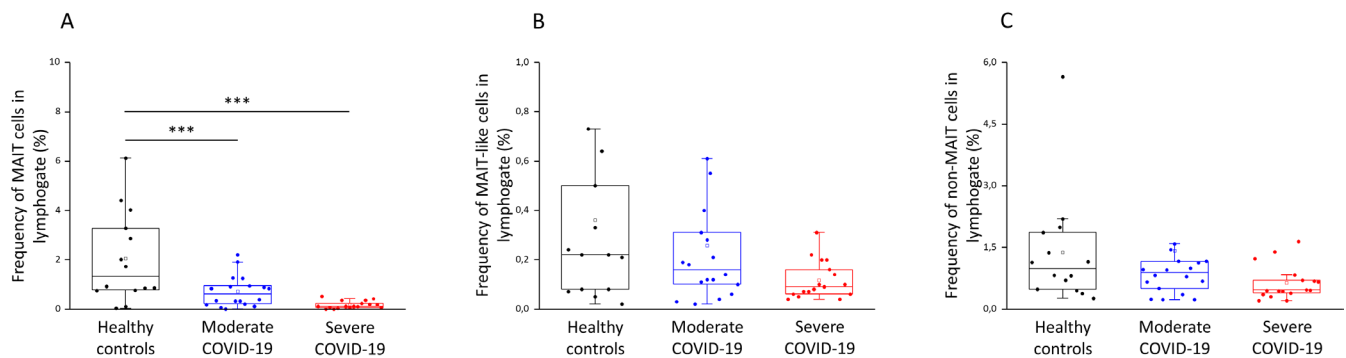 A
Frequency of MAIT cells in
lymphogate (%)
10
8
6
4
2
0
***
***
Healthy
controls
Moderate
COVID-19
Severe
COVID-19
B
Frequency of MAIT-like cells in
lymphogate (%)
1,0
0,8
0,6
0,4
0,2
0,0
Healthy
controls
Moderate
COVID-19
Severe
COVID-19
C
Frequency of non-MAIT cells in
lymphogate (%)
6,0
4,5
3,0
1,5
0,0
Healthy
controls
Moderate
COVID-19
Severe
COVID-19